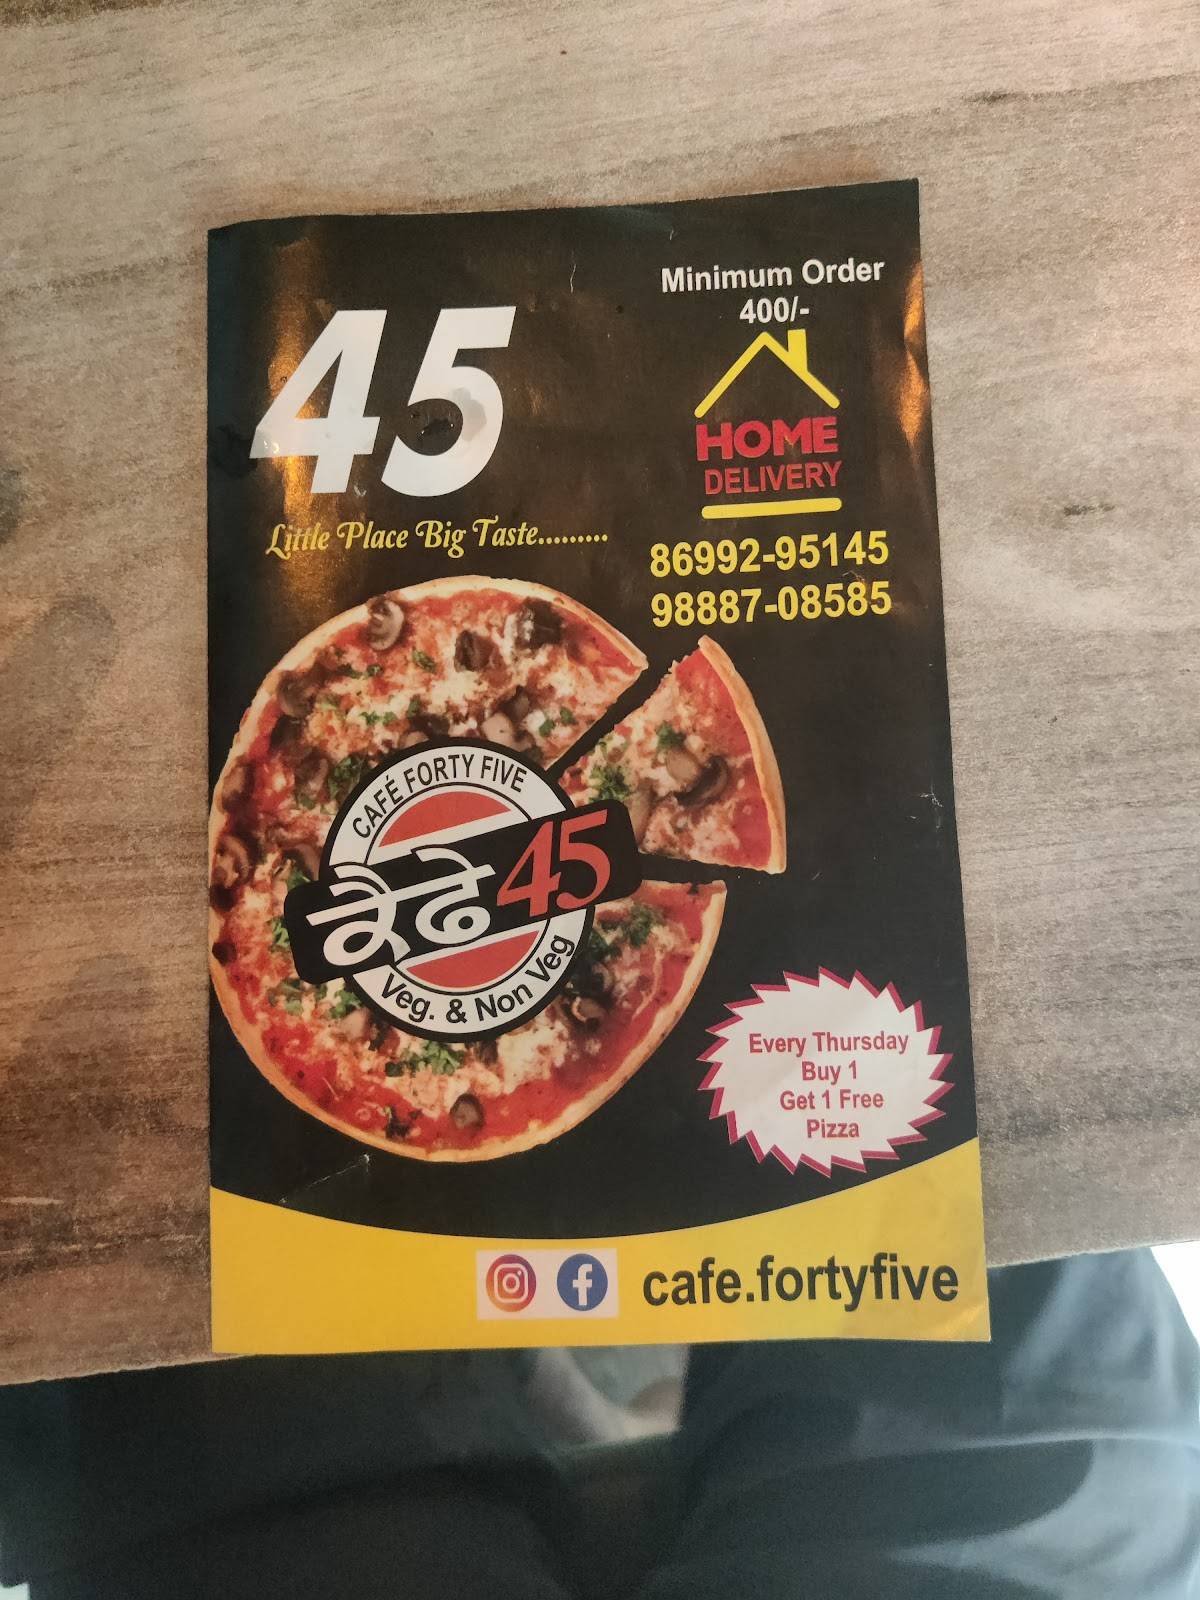 45
Little Place Big Taste.........
Minimum Order
400/-
HOME
DELIVERY
86992-95145
98887-08585
CAFÉ FORTY FIVE
ਕੈਫੇ 45
Veg. & Non Veg
Every Thursday
Buy 1
Get 1 Free
Pizza
cafe.fortyfive